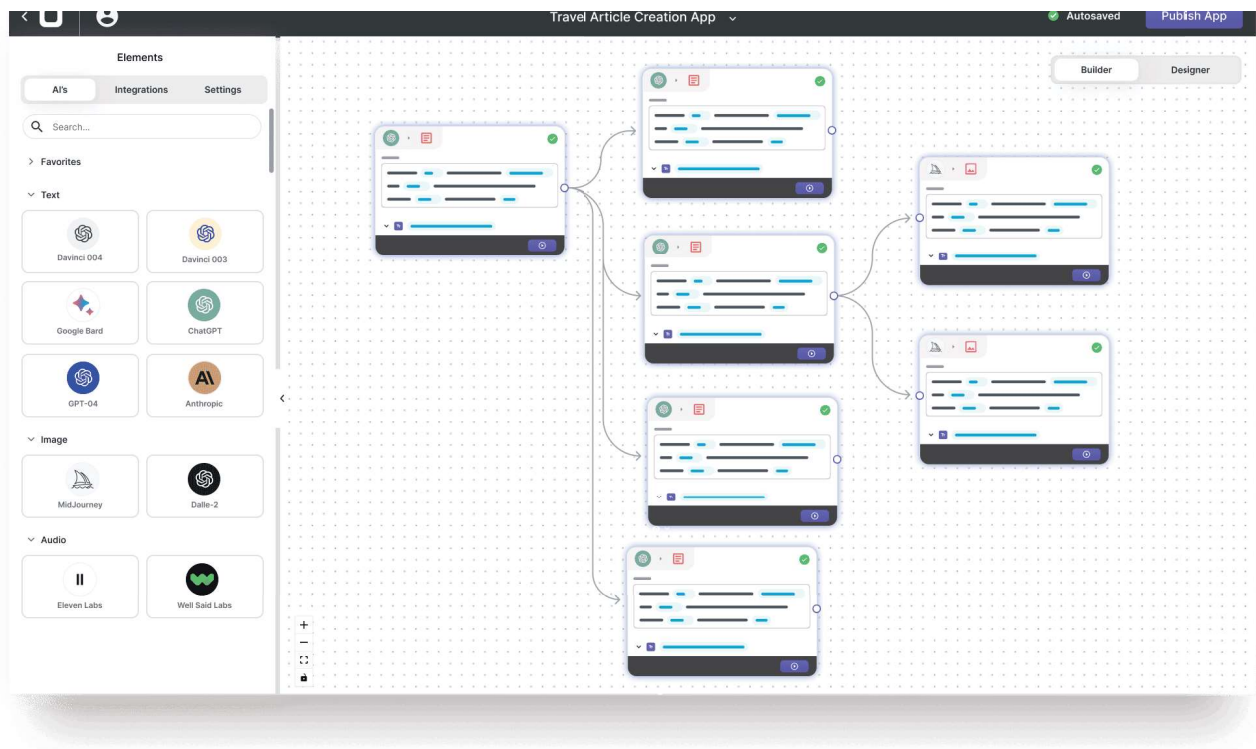 Travel Article Creation App
Autosaved
Publish App
Elements
AI's
Integrations
Settings
Search...
Favorites
Text
Davinci 004
Davinci 003
Google Bard
ChatGPT
GPT-04
Anthropic
Image
MidJourney
Dalle-2
Audio
Eleven Labs
Well Said Labs
Builder
Designer